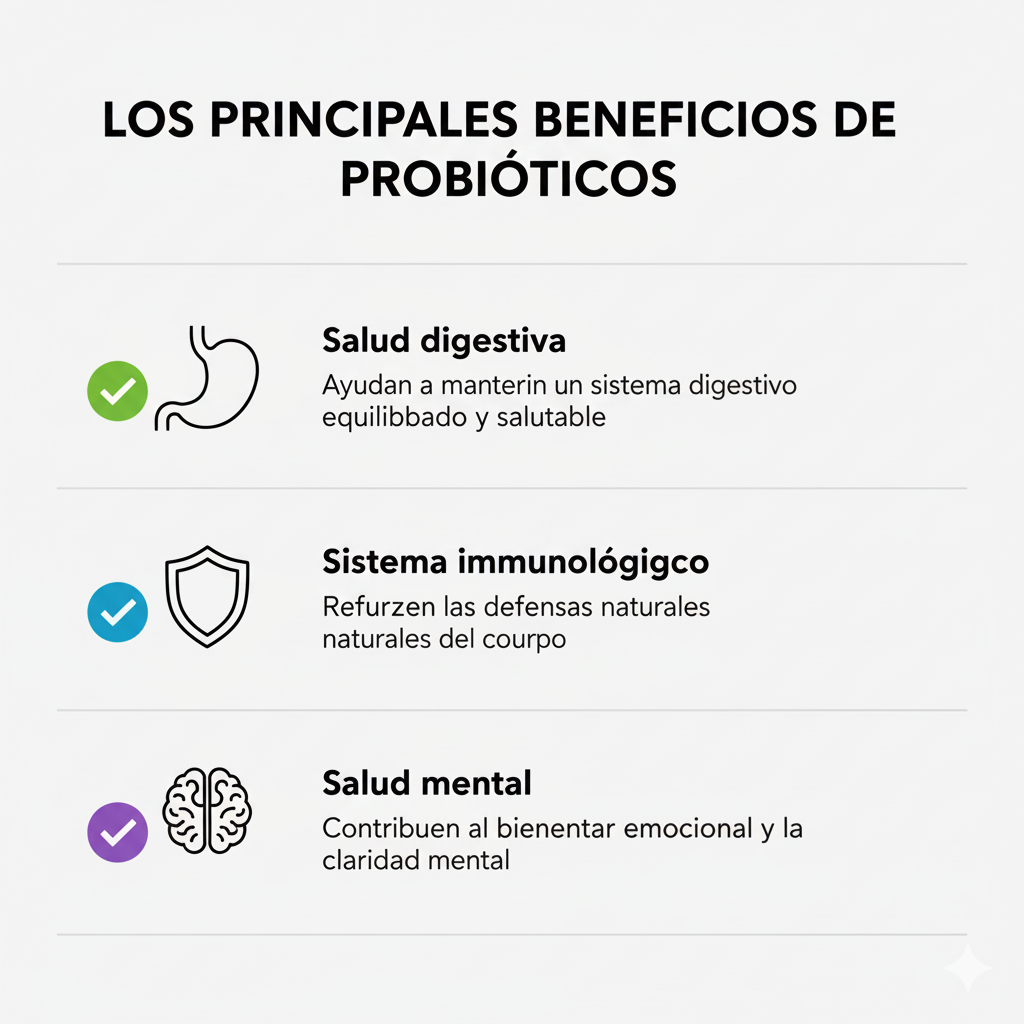 LOS PRINCIPALES BENEFICIOS DE
PROBIÓTICOS
Salud digestiva
Ayudan a manterin un sistema digestivo
equilibbado y salutable
Sistema immunológigco
Refurzen las defensas naturales
naturales del courpo
Salud mental
Contribuen al bienentar emocional y la
claridad mental